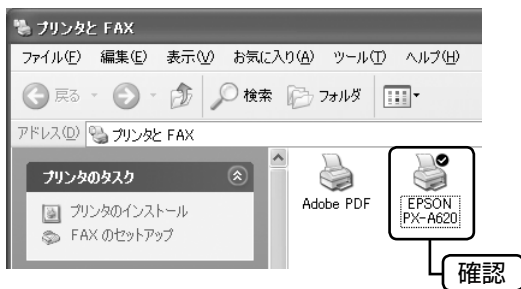 プリンタと FAX
ファイル(F) 編集(E) 表示(V) お気に入り(A) ツール(T) ヘルプ(H)
戻る 検索 フォルダ
アドレス(D) プリンタと FAX
プリンタのタスク
プリンタのインストール
FAX のセットアップ
Adobe PDF
EPSON
PX-A620
確認